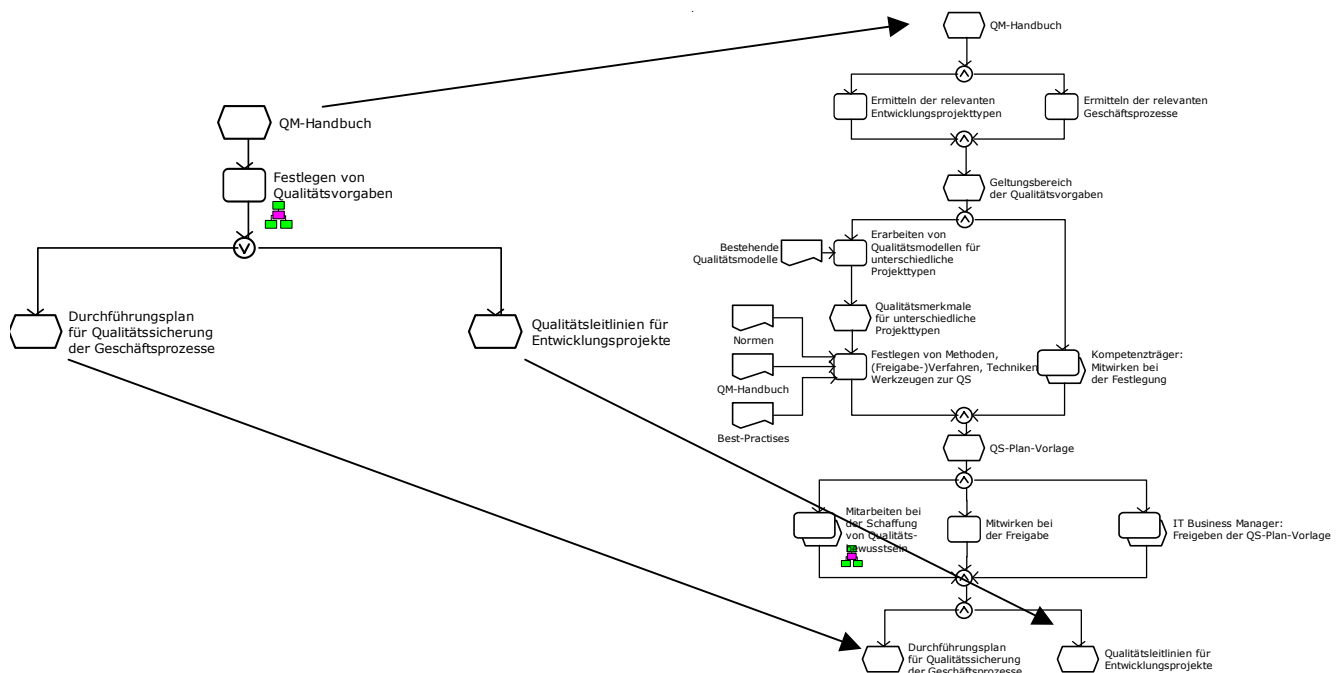 QM-Handbuch
Festlegen von
Qualitätsvorgaben
Durchführungsplan
für Qualitätssicherung
der Geschäftsprozesse
Qualitätsleitlinien für
Entwicklungsprojekte
QM-Handbuch
Ermitteln der relevanten
Entwicklungsprojekttypen
Ermitteln der relevanten
Geschäftsprozesse
Geltungsbereich
der Qualitätsvorgaben
Bestehende
Qualitätsmodelle
Erarbeiten von
Qualitätsmodellen für
unterschiedliche
Projekttypen
Qualitätsmerkmale
für unterschiedliche
Projekttypen
Normen
QM-Handbuch
Best-Practises
Festlegen von Methoden,
(Freigabe-)Verfahren, Techniken
Werkzeugen zur QS
Kompetenzträger:
Mitwirken bei
der Festlegung
QS-Plan-Vorlage
Mitarbeiten bei
der Schaffung
von Qualitäts-
bewusstsein
Mitwirken bei
der Freigabe
IT Business Manager:
Freigeben der QS-Plan-Vorlage
Durchführungsplan
für Qualitätssicherung
der Geschäftsprozesse
Qualitätsleitlinien für
Entwicklungsprojekte